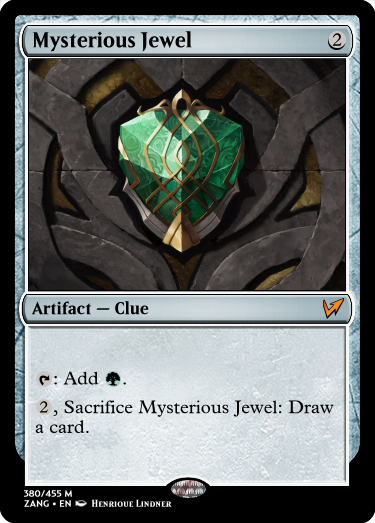 Mysterious Jewel 2
Artifact — Clue
: Add .
2, Sacrifice Mysterious Jewel: Draw
a card.
380/455 M
ZANG • EN Henrique Lindner